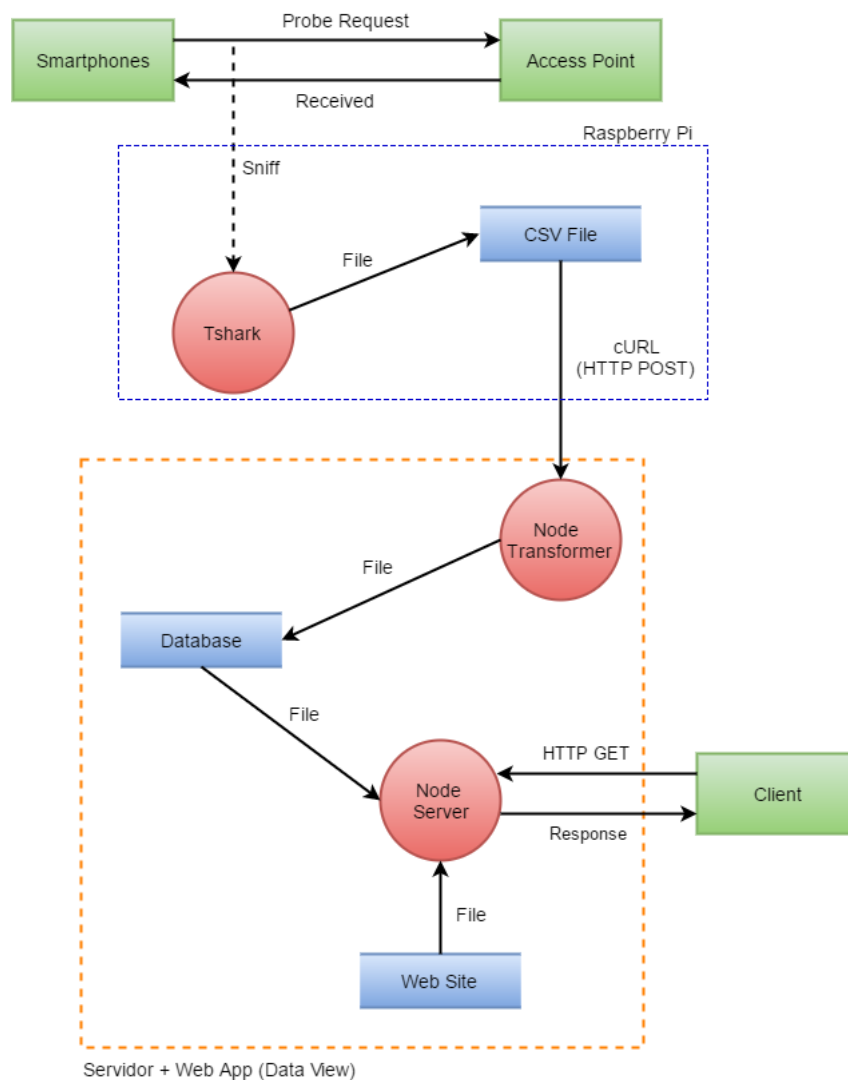 Probe Request
Smartphones
Access Point
Received
Raspberry Pi
Sniff
CSV File
File
Tshark
cURL
(HTTP POST)
Node
Transformer
File
Database
File
HTTP GET
Node
Server
Client
Response
File
Web Site
Servidor + Web App (Data View)